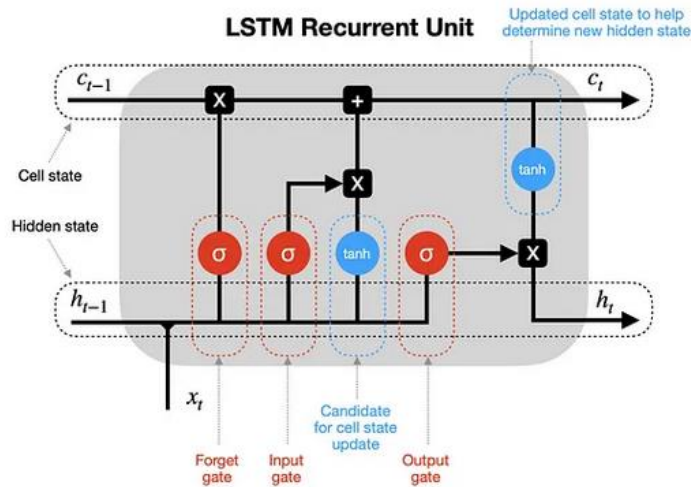 LSTM Recurrent Unit
Updated cell state to help
determine new hidden state
c_{t-1}
X
+
c_t
Cell state
X
tanh
Hidden state
σ
σ
tanh
σ
X
h_{t-1}
h_t
x_t
Forget
gate
Input
gate
Candidate
for cell state
update
Output
gate